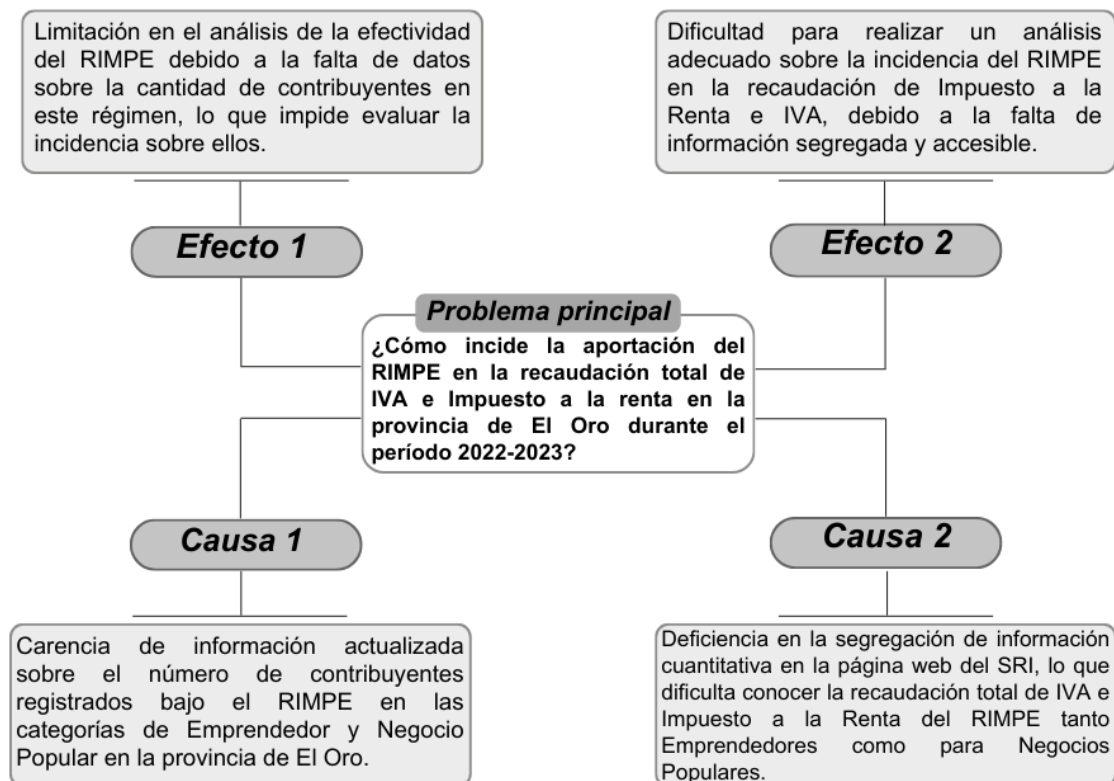 Limitación en el análisis de la efectividad
del RIMPE debido a la falta de datos
sobre la cantidad de contribuyentes en
este régimen, lo que impide evaluar la
incidencia sobre ellos.
Dificultad para realizar un análisis
adecuado sobre la incidencia del RIMPE
en la recaudación de Impuesto a la
Renta e IVA, debido a la falta de
información segregada y accesible.
Efecto 1
Efecto 2
Problema principal
¿Cómo incide la aportación del
RIMPE en la recaudación total de
IVA e Impuesto a la renta en la
provincia de El Oro durante el
período 2022-2023?
Causa 1
Causa 2
Carencia de información actualizada
sobre el número de contribuyentes
registrados bajo el RIMPE en las
categorías de Emprendedor y Negocio
Popular en la provincia de El Oro.
Deficiencia en la segregación de información
cuantitativa en la página web del SRI, lo que
dificulta conocer la recaudación total de IVA e
Impuesto a la Renta del RIMPE tanto
Emprendedores como para Negocios
Populares.